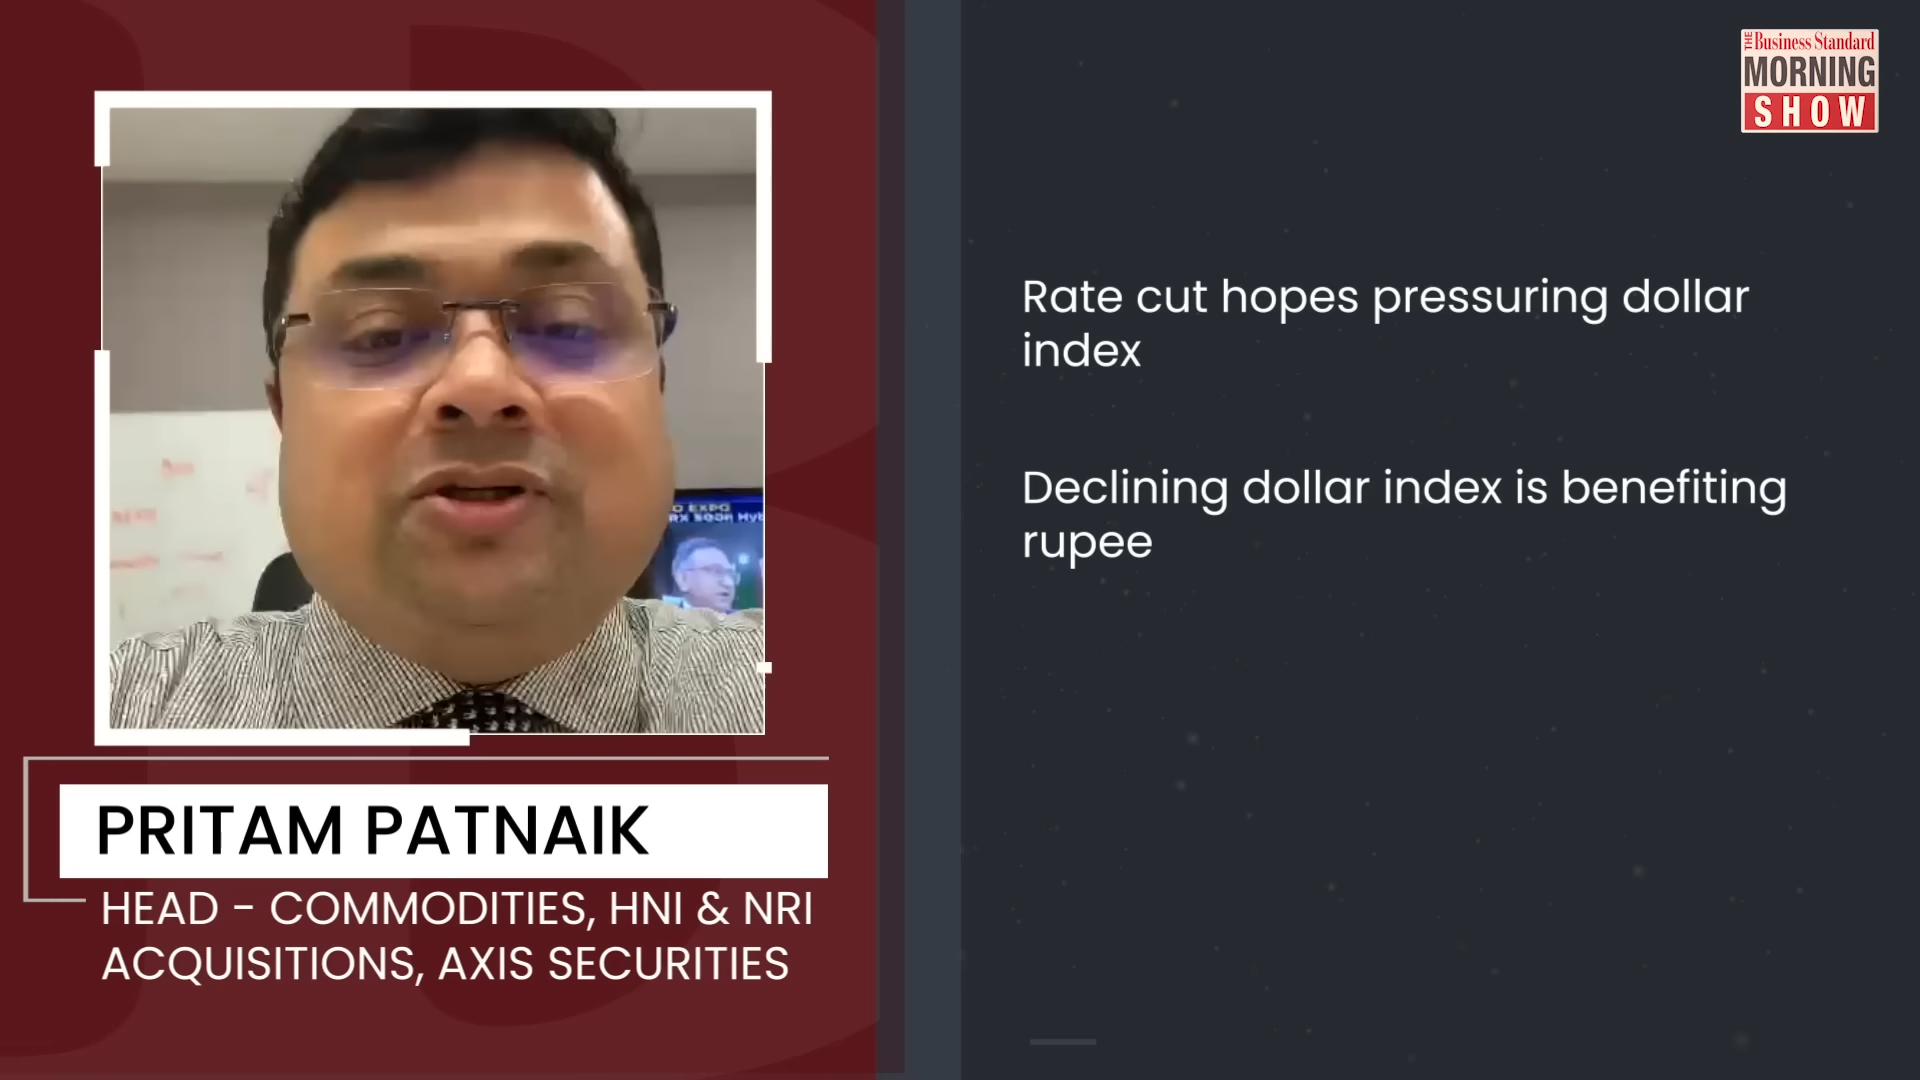 THE Business Standard
MORNING
SHOW
Rate cut hopes pressuring dollar
index
Declining dollar index is benefiting
rupee
O EXPO
PRITAM PATNAIK
HEAD - COMMODITIES, HNI & NRI
ACQUISITIONS, AXIS SECURITIES